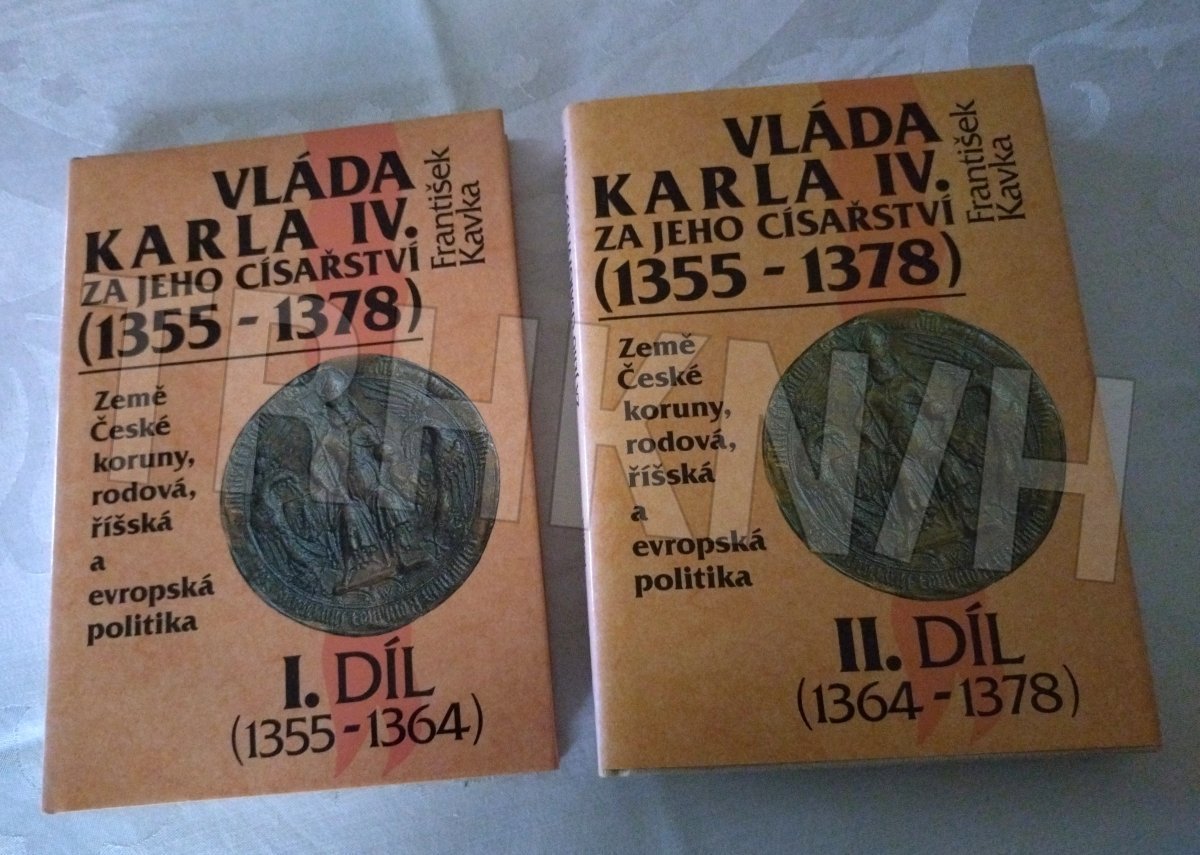 VLÁDA
KARLA IV.
ZA JEHO CÍSAŘSTVÍ
(1355 - 1378)
František
Kavka
Země
České
koruny,
rodová,
říšská
a
evropská
politika
I. DÍL
(1355-1364)
VLÁDA
KARLA IV.
ZA JEHO CÍSAŘSTVÍ
(1355 - 1378)
František
Kavka
Země
České
koruny,
rodová,
říšská
a
evropská
politika
II. DÍL
(1364-1378)